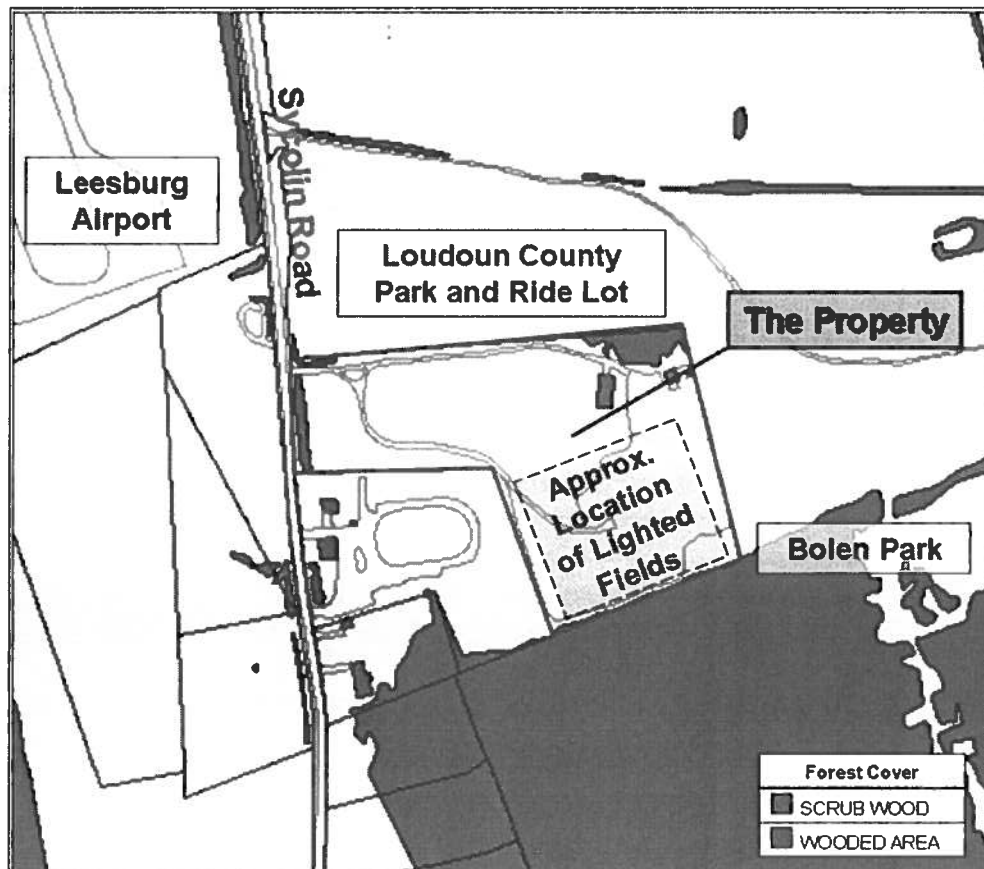 Leesburg
Airport
Sycolin Road
Loudoun County
Park and Ride Lot
The Property
Approx.
Location
of Lighted
Fields
Bolen Park
Forest Cover
SCRUB WOOD
WOODED AREA